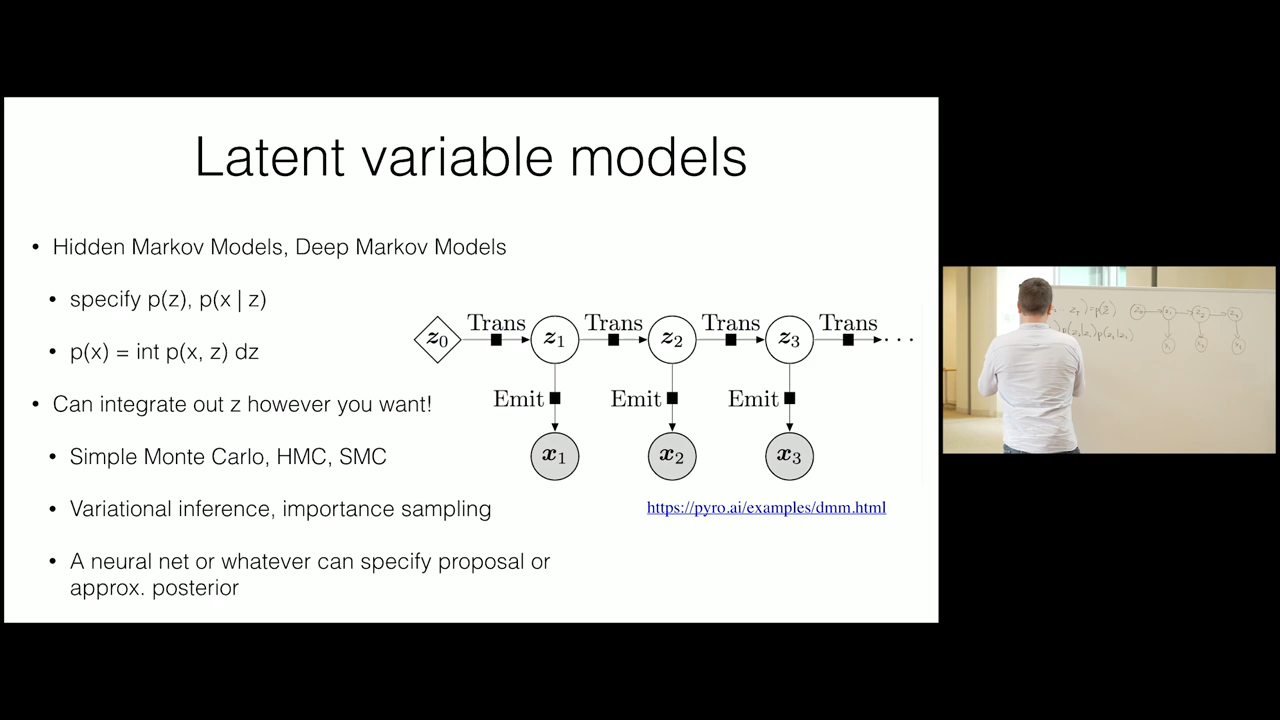 Latent variable models
• Hidden Markov Models, Deep Markov Models
• specify p(z), p(x | z)
• p(x) = int p(x, z) dz
• Can integrate out z however you want!
• Simple Monte Carlo, HMC, SMC
• Variational inference, importance sampling
• A neural net or whatever can specify proposal or
approx. posterior
Trans Trans Trans Trans
z0 z1 z2 z3 ...
Emit Emit Emit
x1 x2 x3
https://pyro.ai/examples/dmm.html